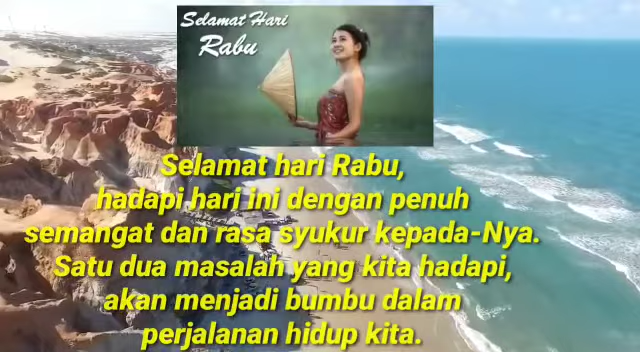 Selamat Hari
Rabu
Selamat hari Rabu,
hadapi hari ini dengan penuh
semangat dan rasa syukur kepada-Nya.
Satu dua masalah yang kita hadapi,
akan menjadi bumbu dalam
perjalanan hidup kita.